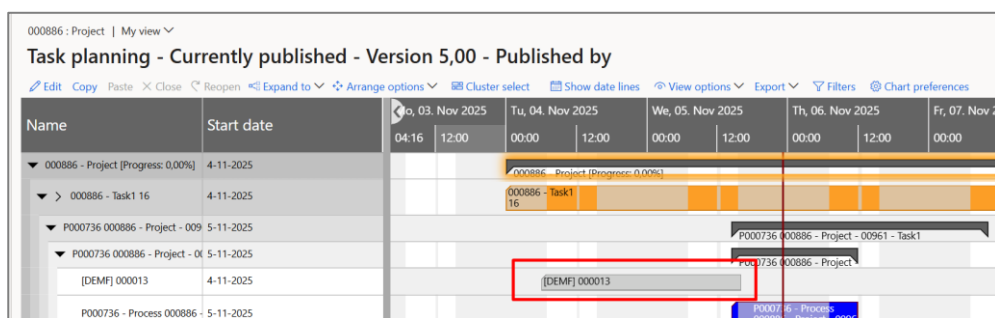 000886 : Project | My view
Task planning - Currently published - Version 5,00 - Published by
Edit Copy Paste Close Reopen Expand to Arrange options Cluster select Show date lines View options Export Filters Chart preferences
Name Start date
03. Nov 2025 Tu, 04. Nov 2025 We, 05. Nov 2025 Th, 06. Nov 2025 Fr, 07. Nov
04:16 12:00 00:00 12:00 00:00 12:00 00:00 12:00 00:00
000886 - Project [Progress: 0,00%] 4-11-2025
000886 - Project [Progress: 0,00%]
000886 - Task1 16 4-11-2025
000886 - Task1
16
P000736 000886 - Project - 009 5-11-2025
P000736 000886 - Project - 00961 - Task1
P000736 000886 - Project - 5-11-2025
P000736 000886 - Project
[DEMF] 000013 4-11-2025
[DEMF] 000013
P000736 - Process 000886 - 5-11-2025
P000736 - Process